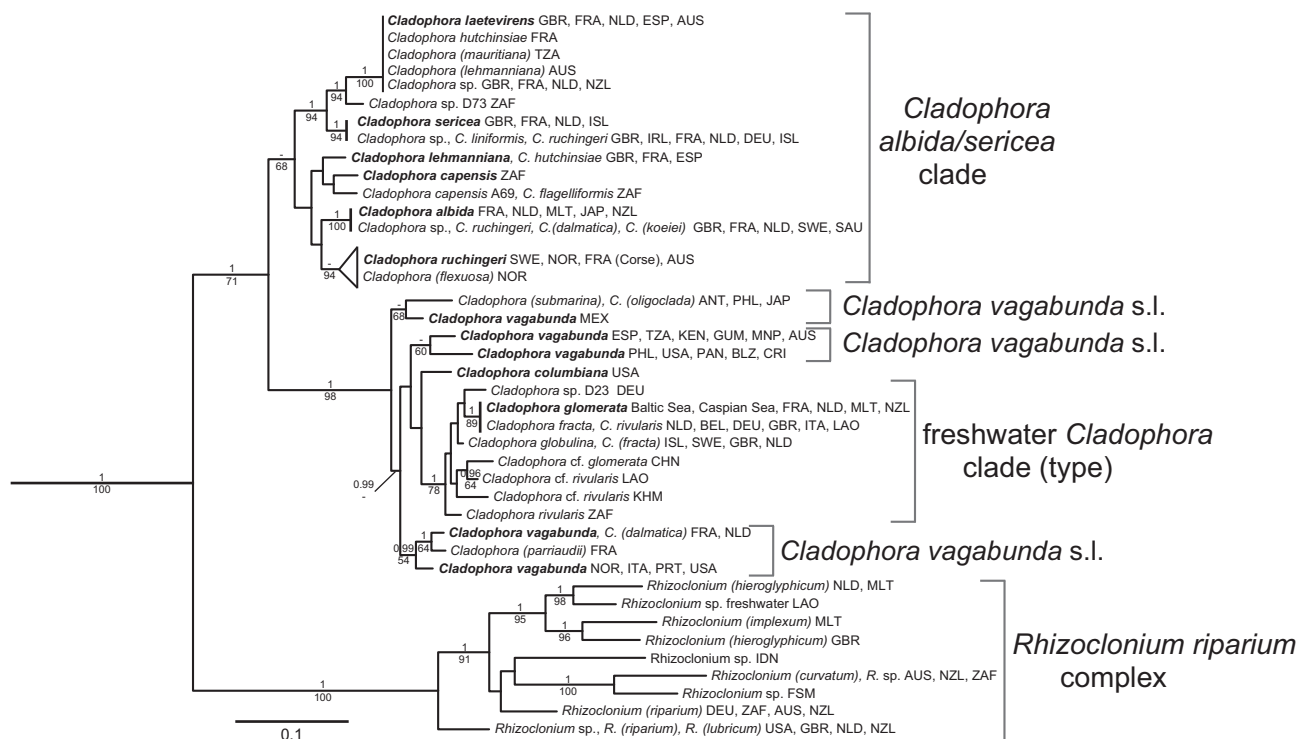 Cladophora laetevirens GBR, FRA, NLD, ESP, AUS
Cladophora hutchinsiae FRA
Cladophora (mauritiana) TZA
Cladophora (lehmanniana) AUS
1
100
Cladophora sp. GBR, FRA, NLD, NZL
1
94
Cladophora sp. D73 ZAF
1
94
Cladophora sericea GBR, FRA, NLD, ISL
1
94
Cladophora sp., C. liniformis, C. ruchingeri GBR, IRL, FRA, NLD, DEU, ISL
-
68
Cladophora lehmanniana, C. hutchinsiae GBR, FRA, ESP
Cladophora capensis ZAF
Cladophora capensis A69, C. flagelliformis ZAF
Cladophora albida FRA, NLD, MLT, JAP, NZL
1
100
Cladophora sp., C. ruchingeri, C.(dalmatica), C. (koeiei) GBR, FRA, NLD, SWE, SAU
Cladophora ruchingeri SWE, NOR, FRA (Corse), AUS
-
94
Cladophora (flexuosa) NOR
Cladophora
albida/sericea
clade
1
71
Cladophora (submarina), C. (oligoclada) ANT, PHL, JAP
-
68
Cladophora vagabunda MEX
Cladophora vagabunda s.l.
Cladophora vagabunda ESP, TZA, KEN, GUM, MNP, AUS
-
60
Cladophora vagabunda PHL, USA, PAN, BLZ, CRI
Cladophora vagabunda s.l.
Cladophora columbiana USA
1
98
Cladophora sp. D23 DEU
Cladophora glomerata Baltic Sea, Caspian Sea, FRA, NLD, MLT, NZL
1
89
Cladophora fracta, C. rivularis NLD, BEL, DEU, GBR, ITA, LAO
Cladophora globulina, C. (fracta) ISL, SWE, GBR, NLD
Cladophora cf. glomerata CHN
0.96
64
Cladophora cf. rivularis LAO
Cladophora cf. rivularis KHM
1
78
Cladophora rivularis ZAF
freshwater Cladophora
clade (type)
0.99
-
1
100
Cladophora vagabunda, C. (dalmatica) FRA, NLD
1
64
Cladophora (parriaudii) FRA
0.99
54
Cladophora vagabunda NOR, ITA, PRT, USA
Cladophora vagabunda s.l.
Rhizoclonium (hieroglyphicum) NLD, MLT
1
98
Rhizoclonium sp. freshwater LAO
1
95
Rhizoclonium (implexum) MLT
1
96
Rhizoclonium (hieroglyphicum) GBR
1
91
Rhizoclonium sp. IDN
Rhizoclonium (curvatum), R. sp. AUS, NZL, ZAF
1
100
Rhizoclonium sp. FSM
1
100
Rhizoclonium (riparium) DEU, ZAF, AUS, NZL
Rhizoclonium sp., R. (riparium), R. (lubricum) USA, GBR, NLD, NZL
Rhizoclonium riparium
complex
0.1